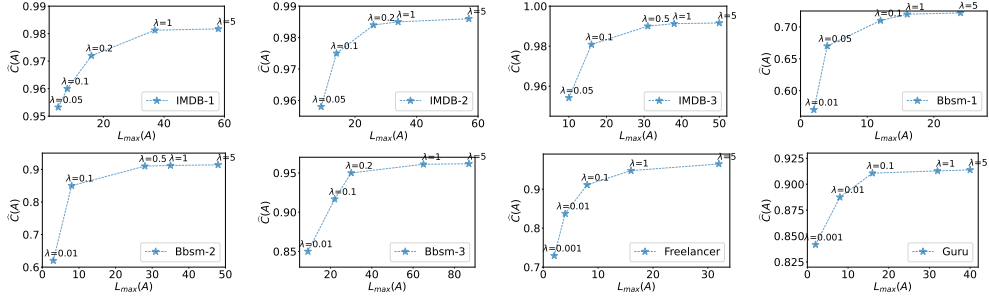 0.99
0.98
0.97
0.96
0.95
Ĉ(A)
λ=0.05
λ=0.1
λ=0.2
λ=1
λ=5
IMDB-1
20 40 60
L_max(A)
0.99
0.98
0.97
0.96
Ĉ(A)
λ=0.05
λ=0.1
λ=0.2
λ=1
λ=5
IMDB-2
0 20 40 60
L_max(A)
1.00
0.98
0.96
Ĉ(A)
λ=0.05
λ=0.1
λ=0.5
λ=1
λ=5
IMDB-3
10 20 30 40 50
L_max(A)
0.70
0.65
0.60
Ĉ(A)
λ=0.01
λ=0.05
λ=0.1
λ=1
λ=5
Bbsm-1
0 10 20
L_max(A)
0.9
0.8
0.7
0.6
Ĉ(A)
λ=0.01
λ=0.1
λ=0.5
λ=1
λ=5
Bbsm-2
10 20 30 40 50
L_max(A)
0.95
0.90
0.85
Ĉ(A)
λ=0.01
λ=0.1
λ=0.2
λ=1
λ=5
Bbsm-3
20 40 60 80
L_max(A)
0.9
0.8
0.7
Ĉ(A)
λ=0.001
λ=0.01
λ=0.1
λ=1
λ=5
Freelancer
0 10 20 30
L_max(A)
0.925
0.900
0.875
0.850
0.825
Ĉ(A)
λ=0.001
λ=0.01
λ=0.1
λ=1
λ=5
Guru
0 10 20 30 40
L_max(A)